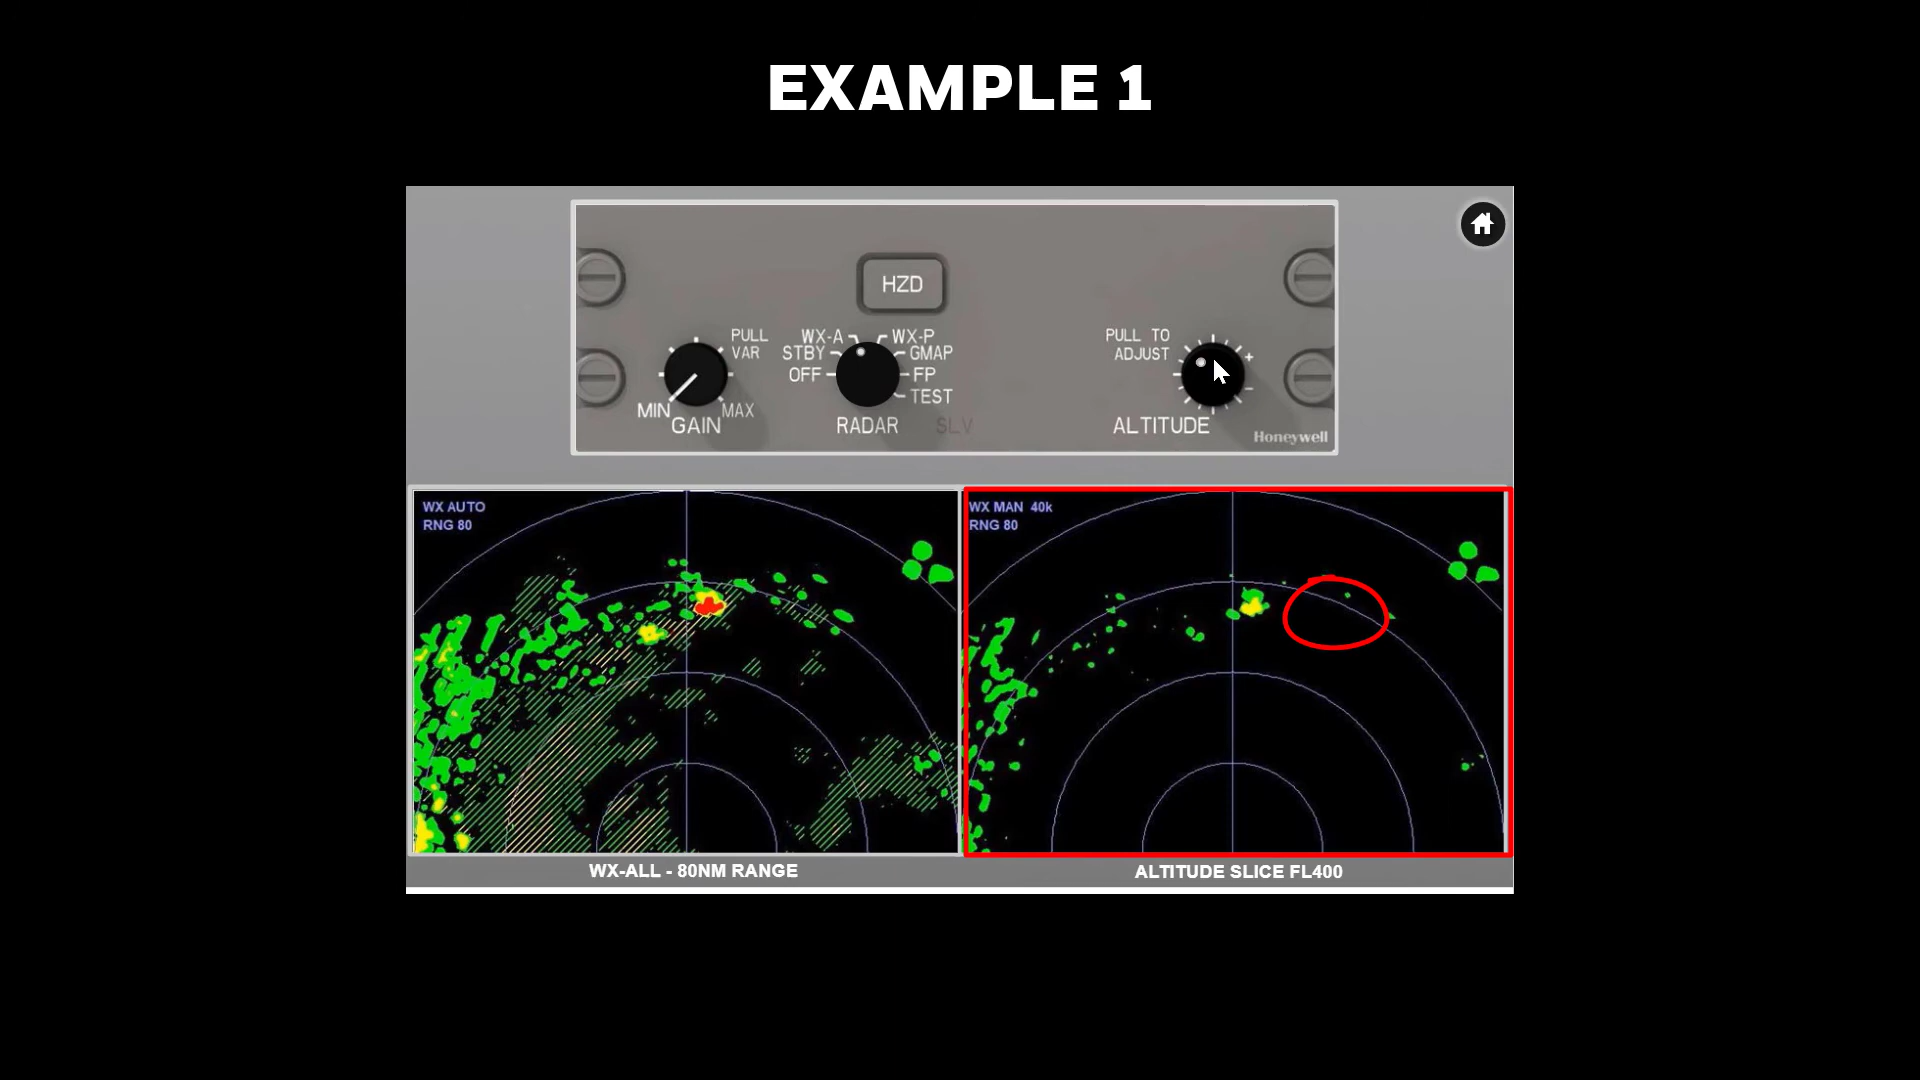 EXAMPLE 1
HZD
PULL
VAR
MIN
MAX
GAIN
WX-A
WX-P
STBY
GMAP
OFF
FP
TEST
RADAR
SLV
PULL TO
ADJUST
+
-
ALTITUDE
Honeywell
WX AUTO
RNG 80
WX MAN 40k
RNG 80
WX-ALL - 80NM RANGE
ALTITUDE SLICE FL400